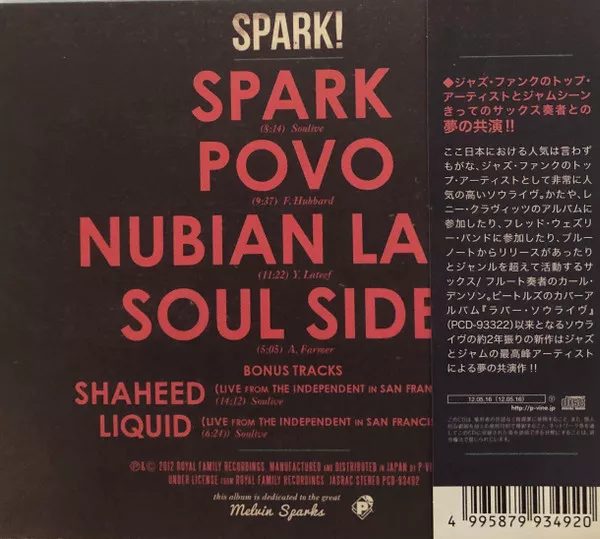 SPARK!
SPARK
(8:14) Soulive
POVO
(9:37) F. Hubbard
NUBIAN LA
(11:22) Y. Lateef
SOUL SIDE
(5:05) A. Farmer
BONUS TRACKS
SHAHEED (LIVE FROM THE INDEPENDENT IN SAN FRAN
(14:12) Soulive
LIQUID (LIVE FROM THE INDEPENDENT IN SAN FRANCIS
(6:24)) Soulive
℗&© 2012 ROYAL FAMILY RECORDINGS. MANUFACTURED AND DISTRIBUTED IN JAPAN BY P-V
UNDER LICENSE FROM ROYAL FAMILY RECORDINGS. JASRAC STEREO PCD-93492
this album is dedicated to the great
Melvin Sparks
P
◆ジャズ・ファンクのトップ・
アーティストとジャムシーン
きってのサックス奏者との
夢の共演!!
ここ日本における人気は言わず
もがな、ジャズ・ファンクのトッ
プ・アーティストとして非常に人
気の高いソウライヴ。かたや、レ
ニー・クラヴィッツのアルバムに
参加したり、フレッド・ウェズリ
ー・バンドに参加したり、ブルー
ノートからリリースがあったり
とジャンルを超えて活動するサ
ックス/フルート奏者のカール・
デンソン。ビートルズのカバーア
ルバム『ラバー・ソウライヴ』
(PCD-93322)以来となるソウラ
イヴの約2年振りの新作はジャズ
とジャムの最高峰アーティスト
による夢の共演作!!
12.05.16 (12.05.16)
http://p-vine.jp
4 995879 934920